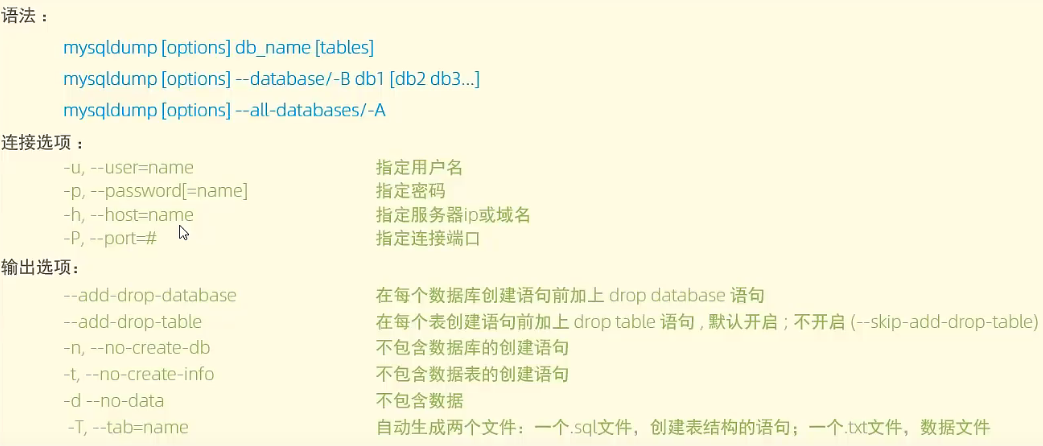 语法：
mysqldump [options] db_name [tables]
mysqldump [options] --database/-B db1 [db2 db3...]
mysqldump [options] --all-databases/-A
连接选项：
-u, --user=name 指定用户名
-p, --password[=name] 指定密码
-h, --host=name 指定服务器ip或域名
-P, --port=# 指定连接端口
输出选项：
--add-drop-database 在每个数据库创建语句前加上 drop database 语句
--add-drop-table 在每个表创建语句前加上 drop table 语句 , 默认开启 ; 不开启 (--skip-add-drop-table)
-n, --no-create-db 不包含数据库的创建语句
-t, --no-create-info 不包含数据表的创建语句
-d --no-data 不包含数据
-T, --tab=name 自动生成两个文件：一个.sql文件，创建表结构的语句；一个.txt文件，数据文件